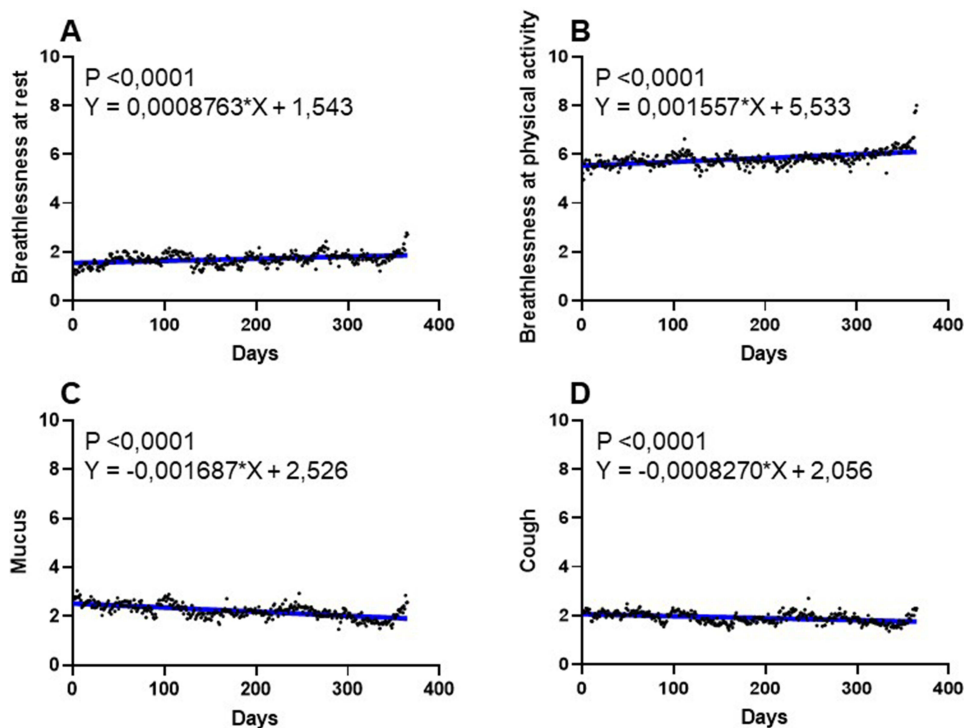 A
Breathlessness at rest
10
8
6
4
2
0
P <0,0001
Y = 0,0008763*X + 1,543
0
100
200
300
400
Days
B
Breathlessness at physical activity
10
8
6
4
2
0
P <0,0001
Y = 0,001557*X + 5,533
0
100
200
300
400
Days
C
Mucus
10
8
6
4
2
0
P <0,0001
Y = -0,001687*X + 2,526
0
100
200
300
400
Days
D
Cough
10
8
6
4
2
0
P <0,0001
Y = -0,0008270*X + 2,056
0
100
200
300
400
Days